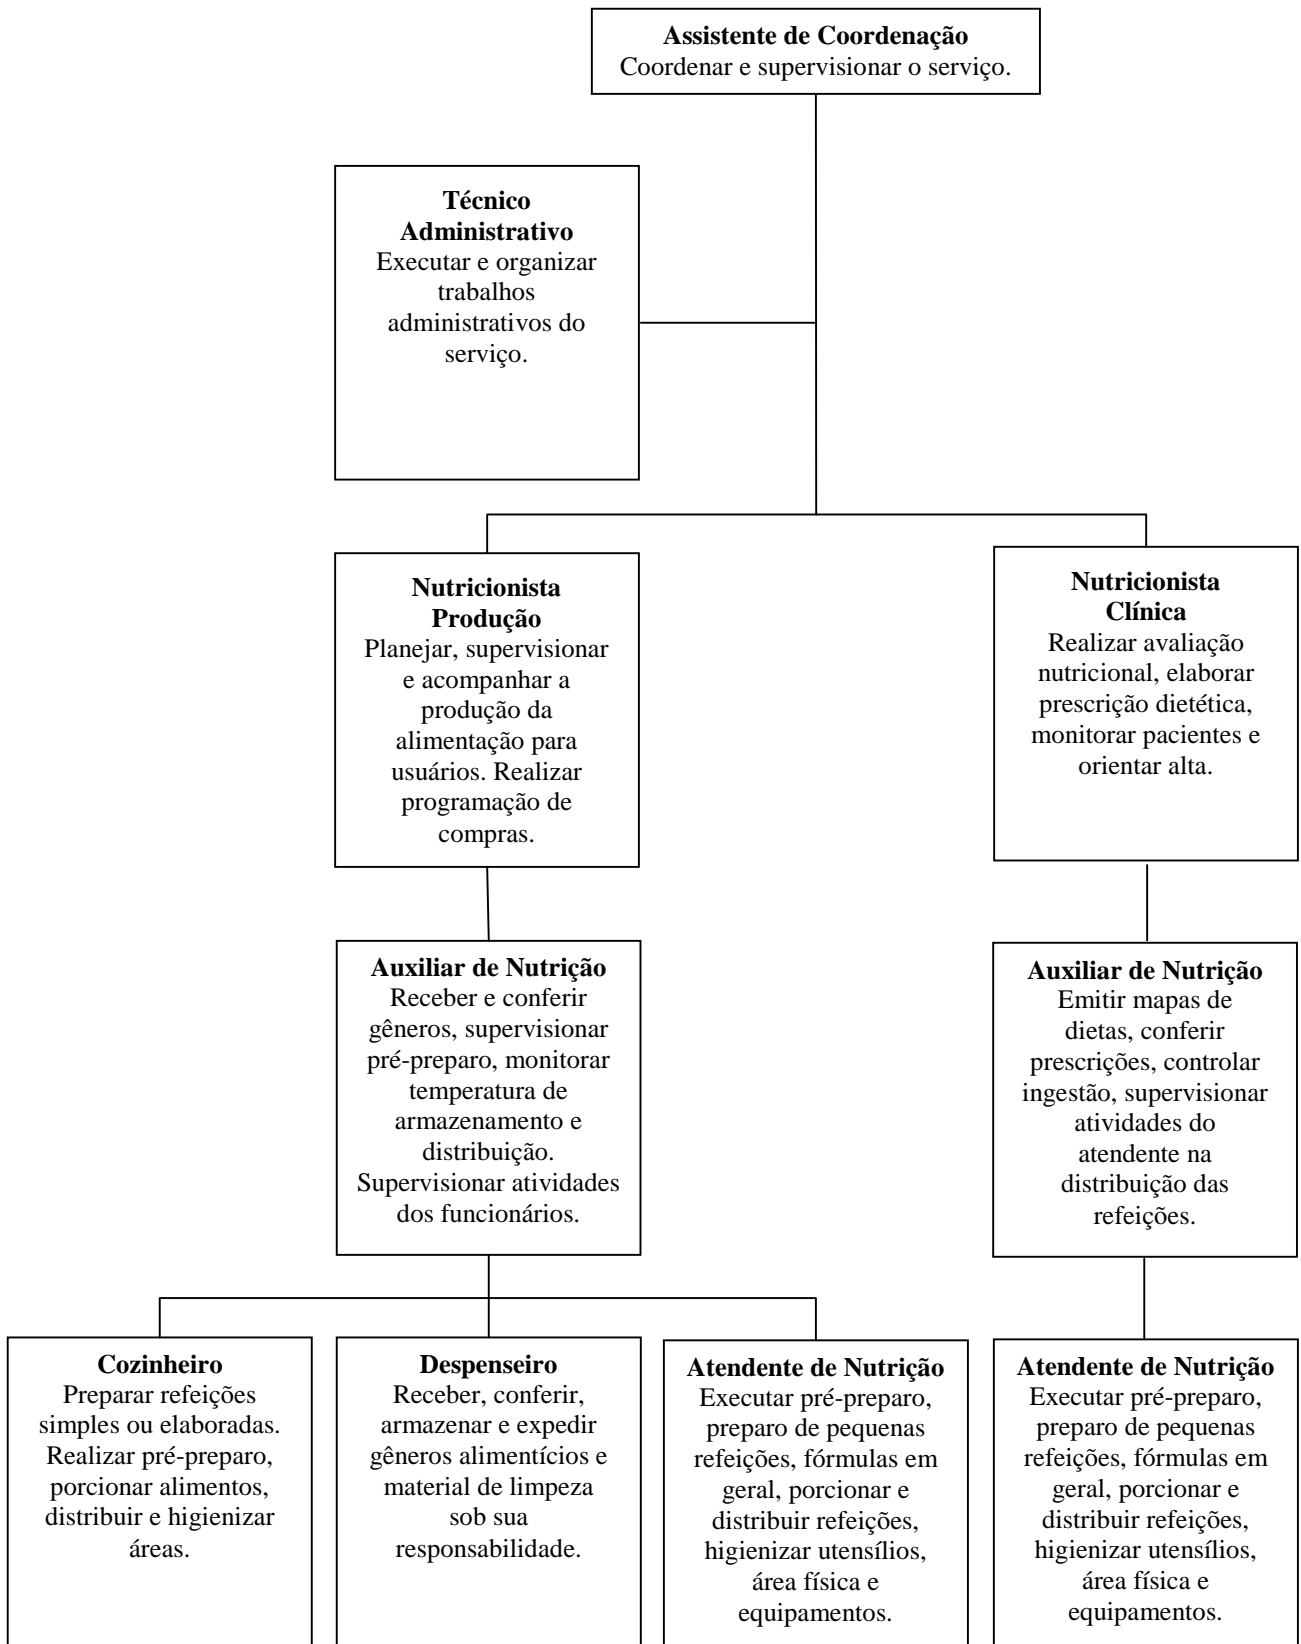 Assistente de Coordenação
Coordenar e supervisionar o serviço.
Técnico
Administrativo
Executar e organizar
trabalhos
administrativos do
serviço.
Nutricionista
Produção
Planejar, supervisionar
e acompanhar a
produção da
alimentação para
usuários. Realizar
programação de
compras.
Nutricionista
Clínica
Realizar avaliação
nutricional, elaborar
prescrição dietética,
monitorar pacientes e
orientar alta.
Auxiliar de Nutrição
Receber e conferir
gêneros, supervisionar
pré-preparo, monitorar
temperatura de
armazenamento e
distribuição.
Supervisionar atividades
dos funcionários.
Auxiliar de Nutrição
Emitir mapas de
dietas, conferir
prescrições, controlar
ingestão, supervisionar
atividades do
atendente na
distribuição das
refeições.
Cozinheiro
Preparar refeições
simples ou elaboradas.
Realizar pré-preparo,
porcionar alimentos,
distribuir e higienizar
áreas.
Despenseiro
Receber, conferir,
armazenar e expedir
gêneros alimentícios e
material de limpeza
sob sua
responsabilidade.
Atendente de Nutrição
Executar pré-preparo,
preparo de pequenas
refeições, fórmulas em
geral, porcionar e
distribuir refeições,
higienizar utensílios,
área física e
equipamentos.
Atendente de Nutrição
Executar pré-preparo,
preparo de pequenas
refeições, fórmulas em
geral, porcionar e
distribuir refeições,
higienizar utensílios,
área física e
equipamentos.